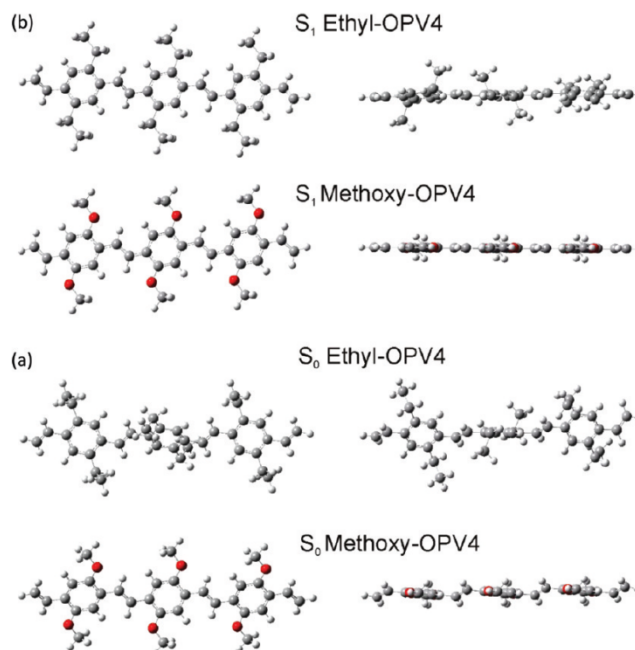 (b)
S₁ Ethyl-OPV4
S₁ Methoxy-OPV4
(a)
S₀ Ethyl-OPV4
S₀ Methoxy-OPV4